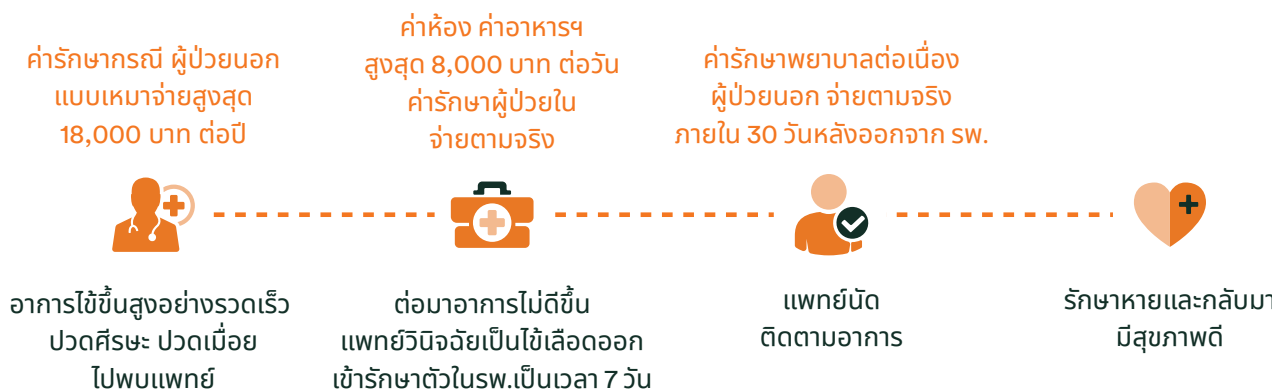 ค่ารักษากรณี ผู้ป่วยนอก
แบบเหมาจ่ายสูงสุด
18,000 บาท ต่อปี
ค่าห้อง ค่าอาหารฯ
สูงสุด 8,000 บาท ต่อวัน
ค่ารักษาผู้ป่วยใน
จ่ายตามจริง
ค่ารักษาพยาบาลต่อเนื่อง
ผู้ป่วยนอก จ่ายตามจริง
ภายใน 30 วันหลังออกจาก รพ.
อาการไข้ขึ้นสูงอย่างรวดเร็ว
ปวดศีรษะ ปวดเมื่อย
ไปพบแพทย์
ต่อมาอาการไม่ดีขึ้น
แพทย์วินิจฉัยเป็นไข้เลือดออก
เข้ารักษาตัวในรพ.เป็นเวลา 7 วัน
แพทย์นัด
ติดตามอาการ
รักษาหายและกลับมา
มีสุขภาพดี